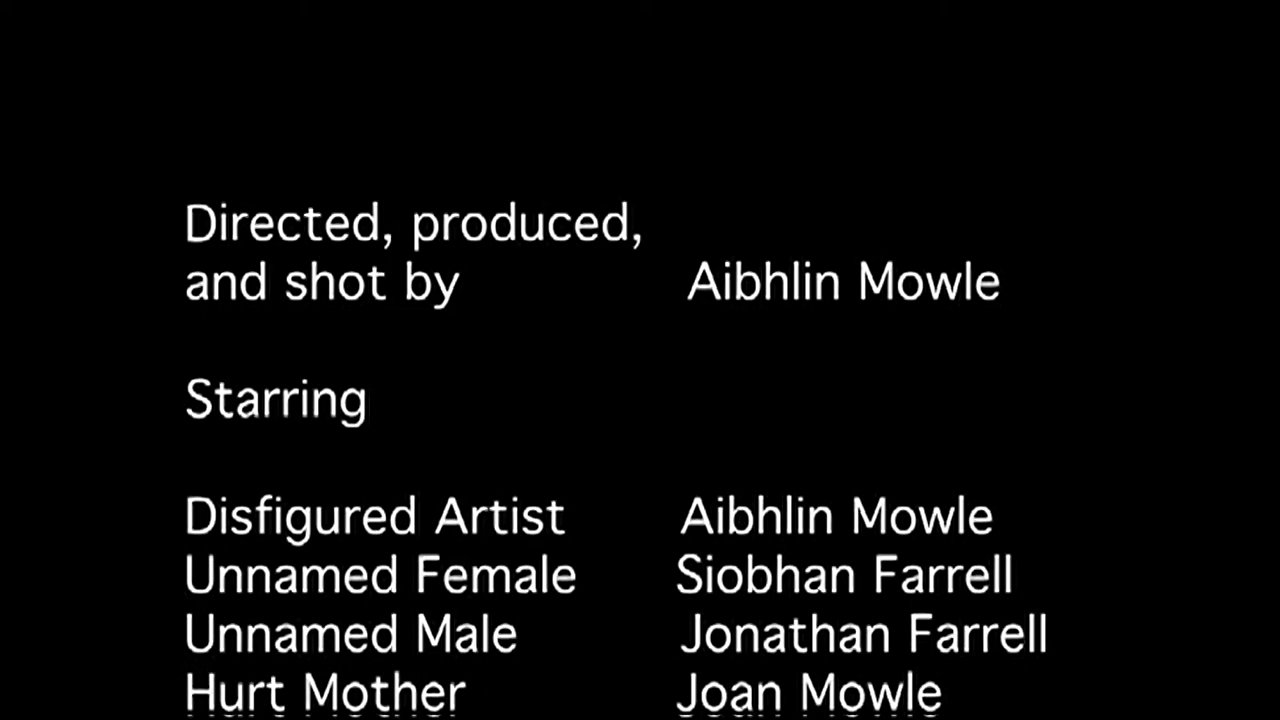 Directed, produced,
and shot by Aibhlin Mowle
Starring
Disfigured Artist Aibhlin Mowle
Unnamed Female Siobhan Farrell
Unnamed Male Jonathan Farrell
Hurt Mother Joan Mowle